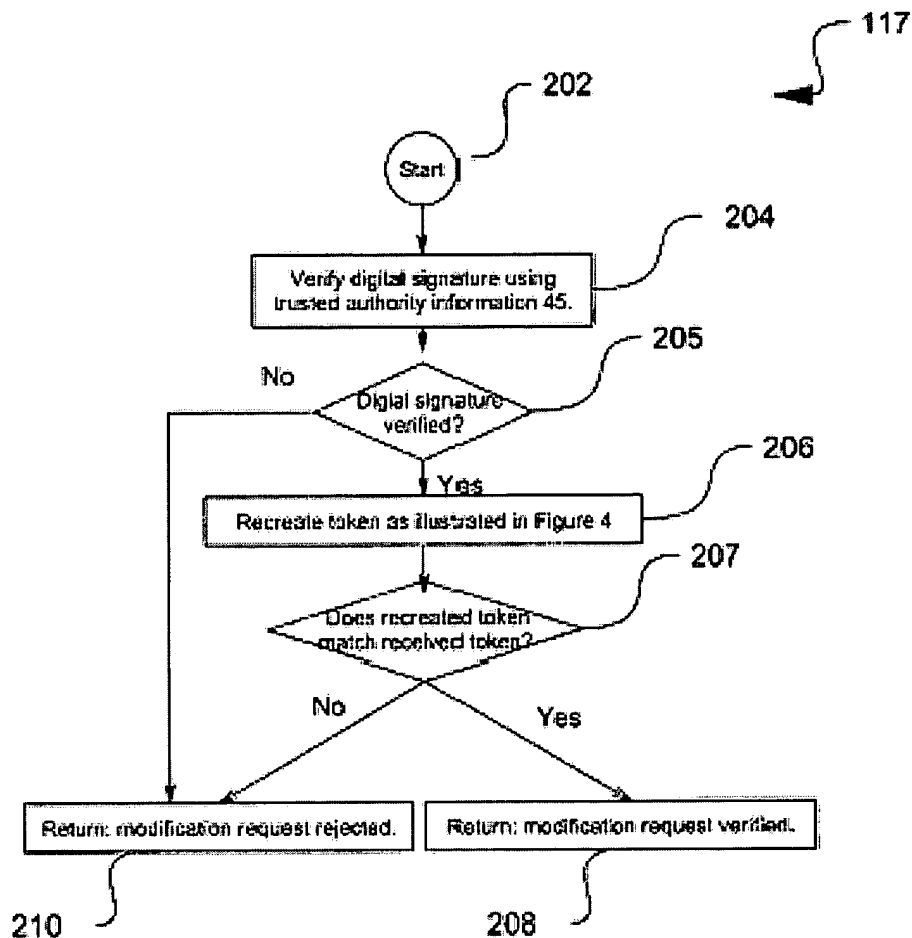 117
202
Start
204
Verify digital signature using
trusted authority information 45.
205
No
Digial signature
verified?
206
Yes
Recreate token as illustrated in Figure 4
207
Does recreated token
match received token?
No
Yes
Return: modification request rejected.
Return: modification request verified.
210
208